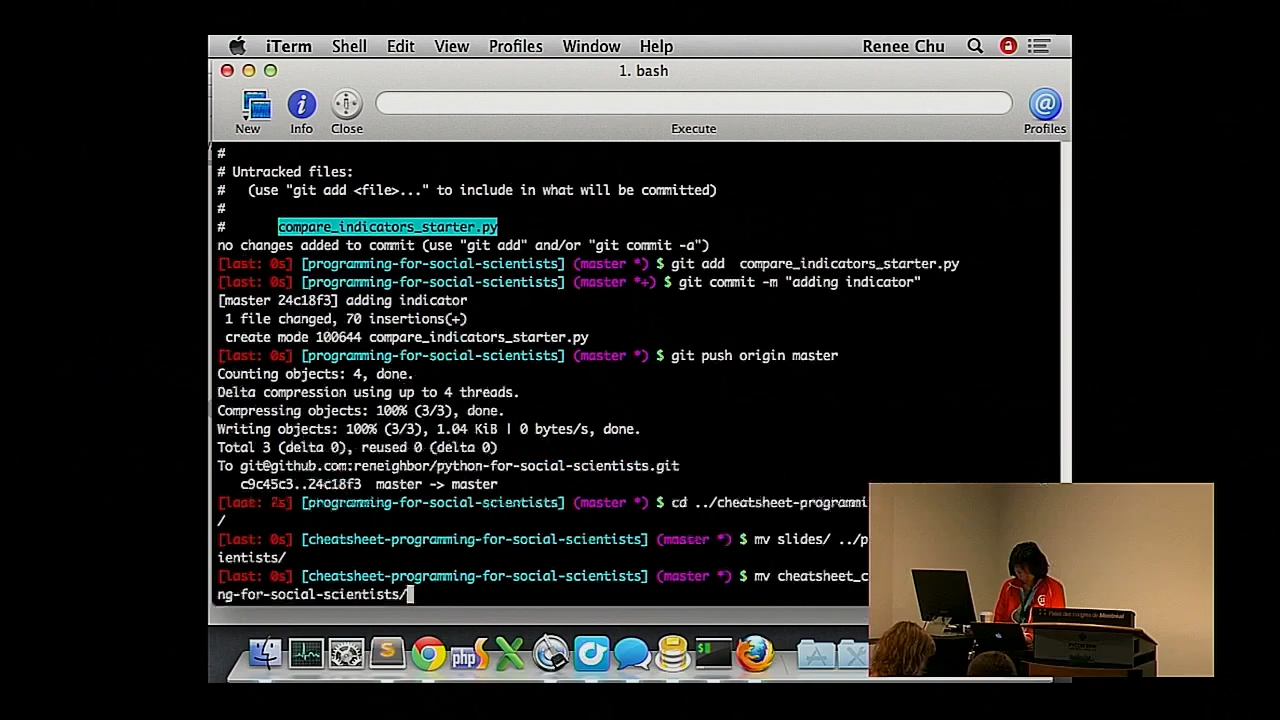 iTerm Shell Edit View Profiles Window Help Renee Chu
1. bash
New Info Close Execute Profiles
#
# Untracked files:
# (use "git add <file>..." to include in what will be committed)
#
# compare_indicators_starter.py
no changes added to commit (use "git add" and/or "git commit -a")
[last: 0s] [programming-for-social-scientists] (master *) $ git add compare_indicators_starter.py
[last: 0s] [programming-for-social-scientists] (master *+) $ git commit -m "adding indicator"
[master 24c18f3] adding indicator
1 file changed, 70 insertions(+)
create mode 100644 compare_indicators_starter.py
[last: 0s] [programming-for-social-scientists] (master *) $ git push origin master
Counting objects: 4, done.
Delta compression using up to 4 threads.
Compressing objects: 100% (3/3), done.
Writing objects: 100% (3/3), 1.04 KiB | 0 bytes/s, done.
Total 3 (delta 0), reused 0 (delta 0)
To git@github.com:reneighbor/python-for-social-scientists.git
c9c45c3..24c18f3 master -> master
[last: 2s] [programming-for-social-scientists] (master *) $ cd ../cheatsheet-programmi
/
[last: 0s] [cheatsheet-programming-for-social-scientists] (master *) $ mv slides/ ../p
ientists/
[last: 0s] [cheatsheet-programming-for-social-scientists] (master *) $ mv cheatsheet_c
ng-for-social-scientists/
php
Palais des congrès de Montréal